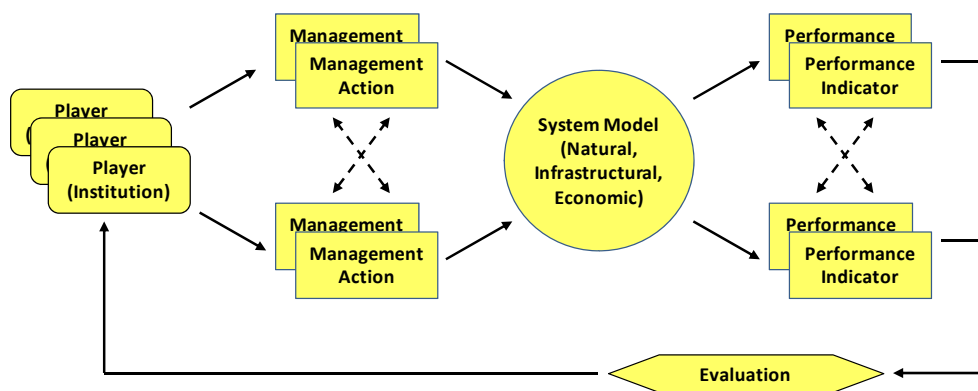 Management
Management
Action
Performance
Performance
Indicator
Player
(
Player
(
Player
(Institution)
System Model
(Natural,
Infrastructural,
Economic)
Management
Management
Action
Performance
Performance
Indicator
Evaluation